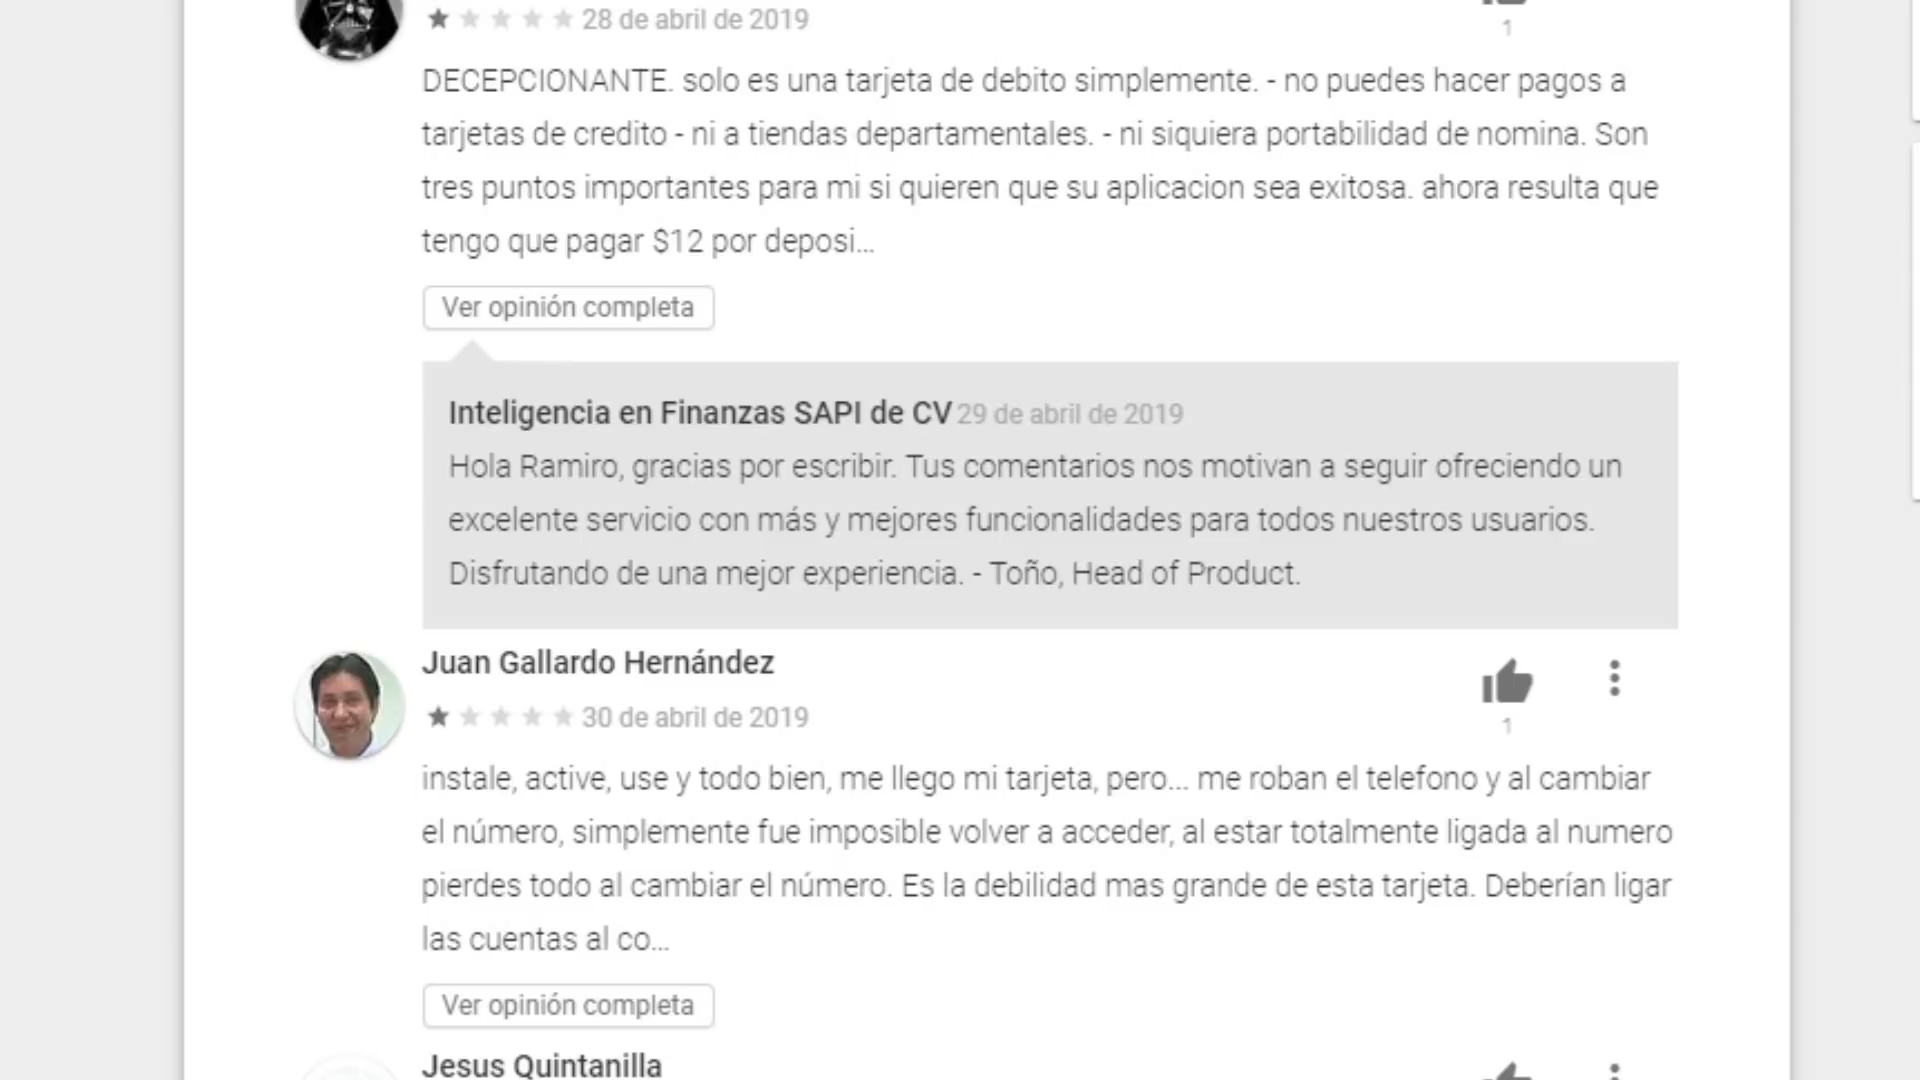 28 de abril de 2019
1
DECEPCIONANTE. solo es una tarjeta de debito simplemente. - no puedes hacer pagos a
tarjetas de credito - ni a tiendas departamentales. - ni siquiera portabilidad de nomina. Son
tres puntos importantes para mi si quieren que su aplicacion sea exitosa. ahora resulta que
tengo que pagar $12 por deposi...
Ver opinión completa
Inteligencia en Finanzas SAPI de CV 29 de abril de 2019
Hola Ramiro, gracias por escribir. Tus comentarios nos motivan a seguir ofreciendo un
excelente servicio con más y mejores funcionalidades para todos nuestros usuarios.
Disfrutando de una mejor experiencia. - Toño, Head of Product.
Juan Gallardo Hernández
30 de abril de 2019
1
instale, active, use y todo bien, me llego mi tarjeta, pero... me roban el telefono y al cambiar
el número, simplemente fue imposible volver a acceder, al estar totalmente ligada al numero
pierdes todo al cambiar el número. Es la debilidad mas grande de esta tarjeta. Deberían ligar
las cuentas al co...
Ver opinión completa
Jesus Quintanilla